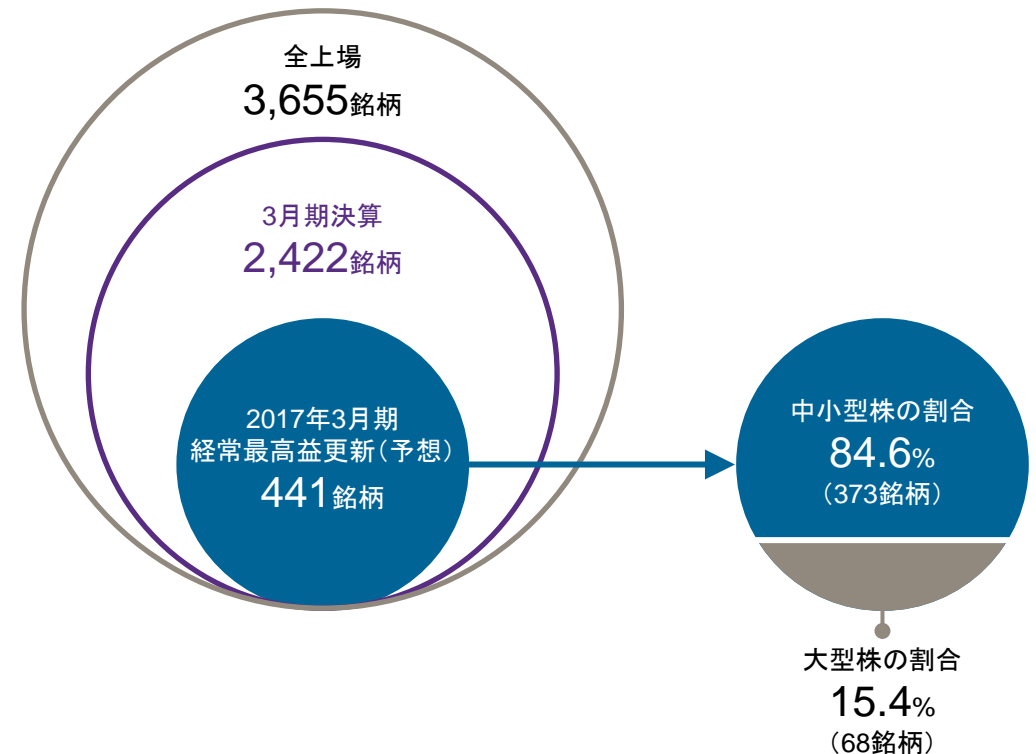 全上場
3,655銘柄
3月期決算
2,422銘柄
2017年3月期
経常最高益更新（予想）
441銘柄
中小型株の割合
84.6%
（373銘柄）
大型株の割合
15.4%
（68銘柄）